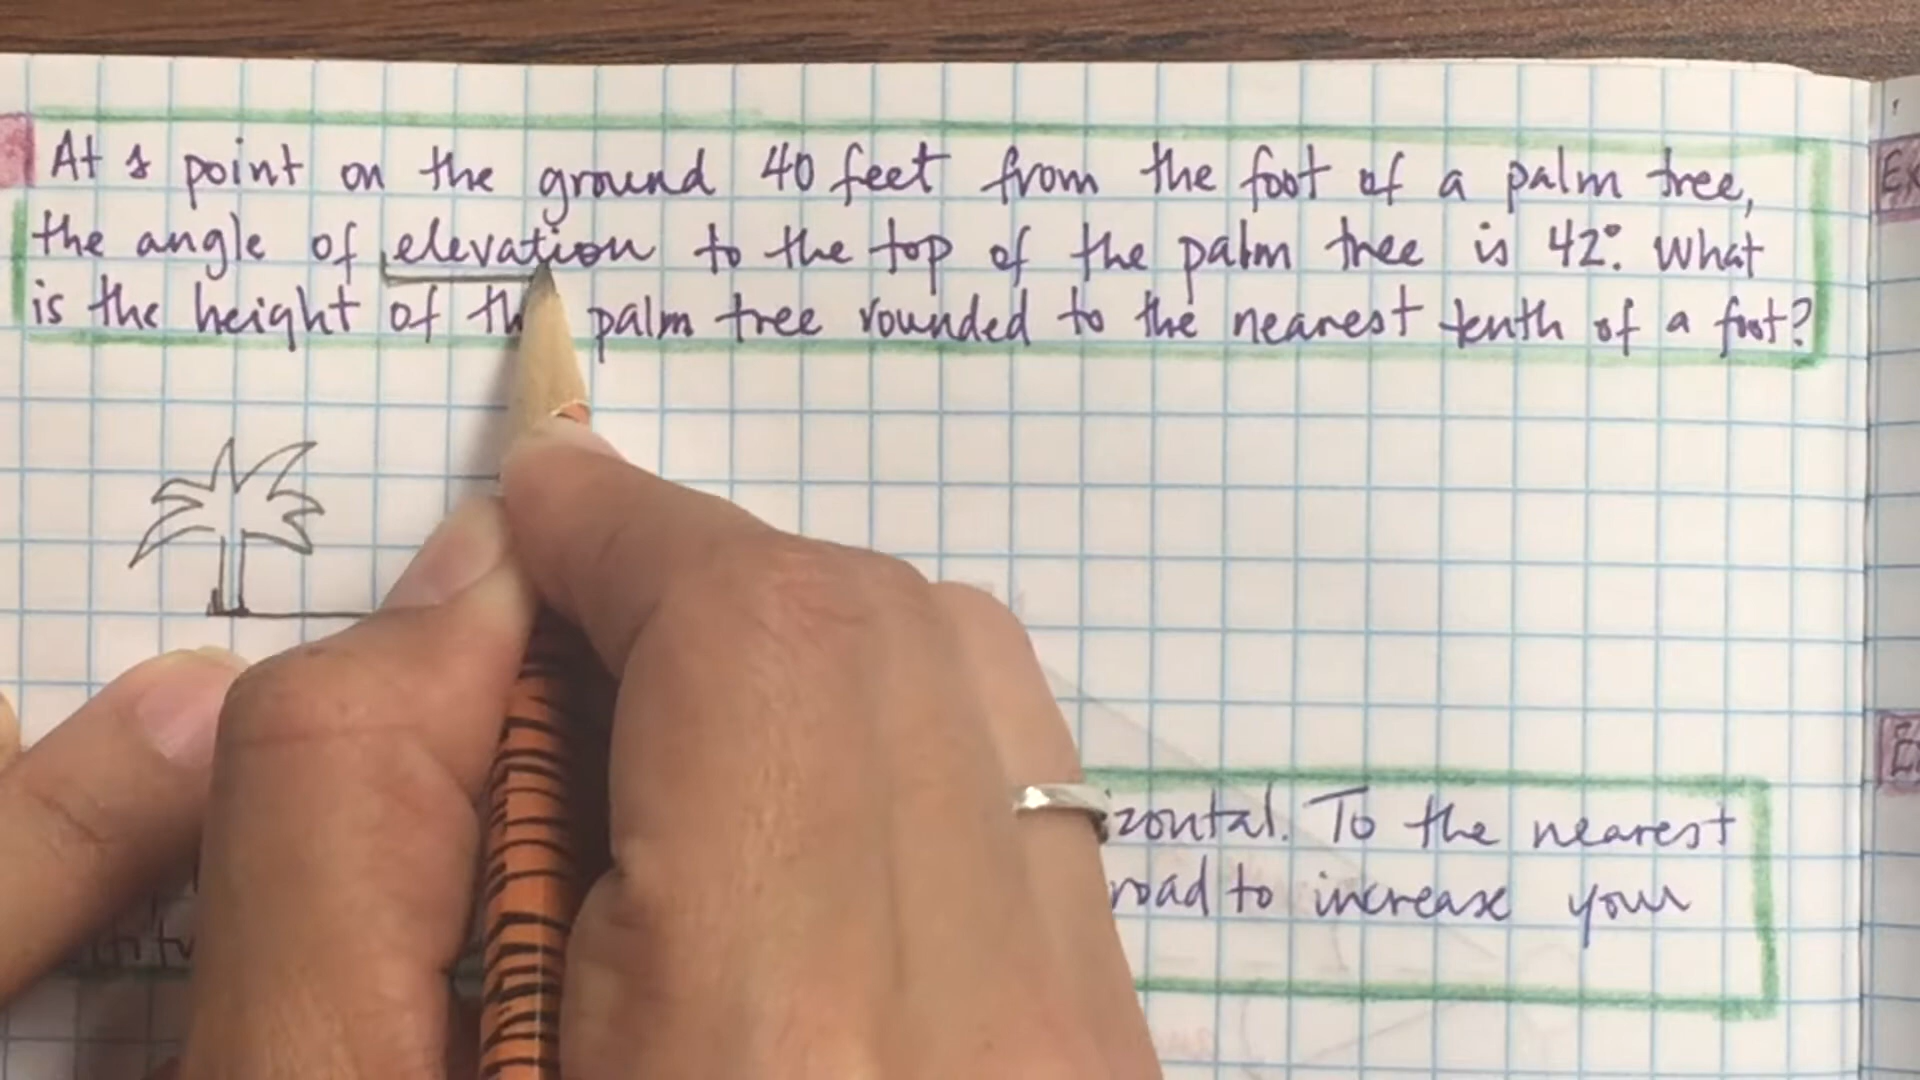 At a point on the ground 40 feet from the foot of a palm tree,
the angle of elevation to the top of the palm tree is 42°. What
is the height of th palm tree rounded to the nearest tenth of a foot?
Ex
zontal. To the nearest
road to increase your